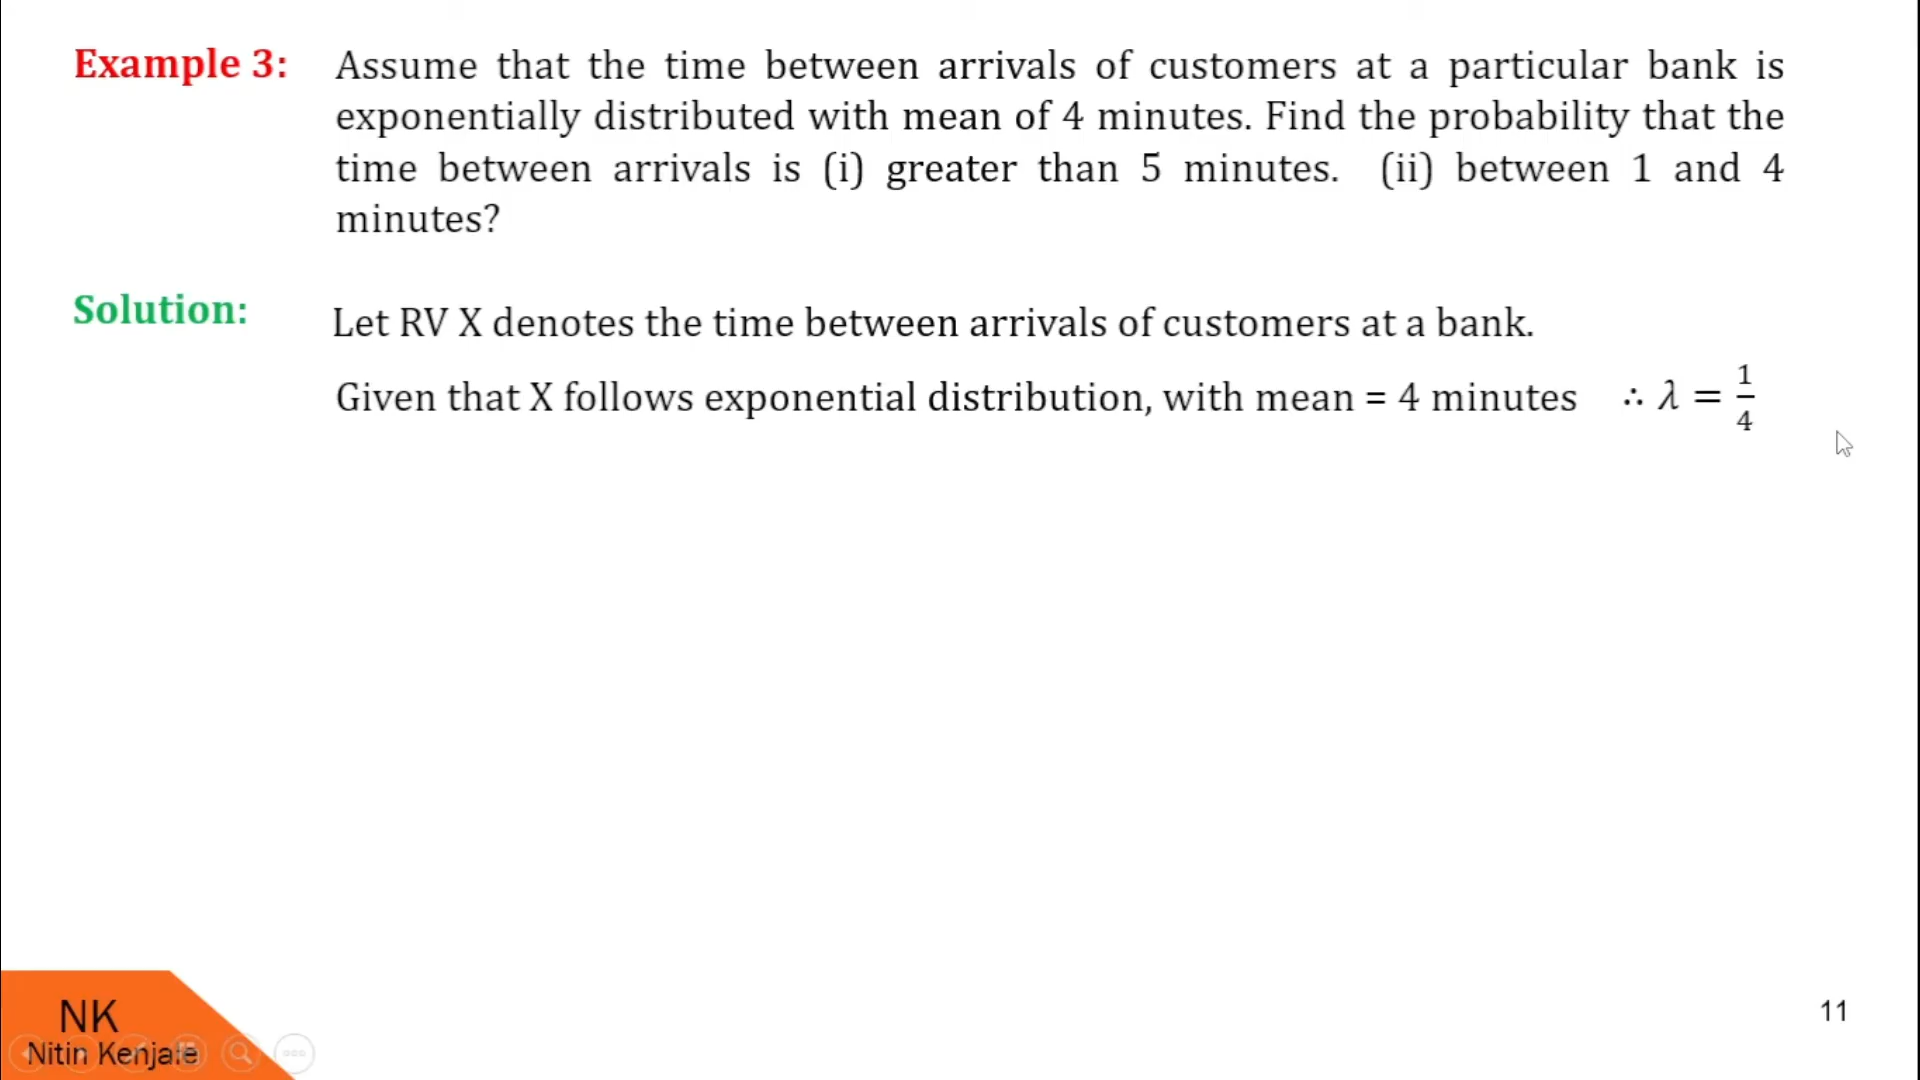 Example 3:
Assume that the time between arrivals of customers at a particular bank is
exponentially distributed with mean of 4 minutes. Find the probability that the
time between arrivals is (i) greater than 5 minutes. (ii) between 1 and 4
minutes?
Solution:
Let RV X denotes the time between arrivals of customers at a bank.
Given that X follows exponential distribution, with mean = 4 minutes ∴ λ = 1/4
NK
Nitin Kenjale
11